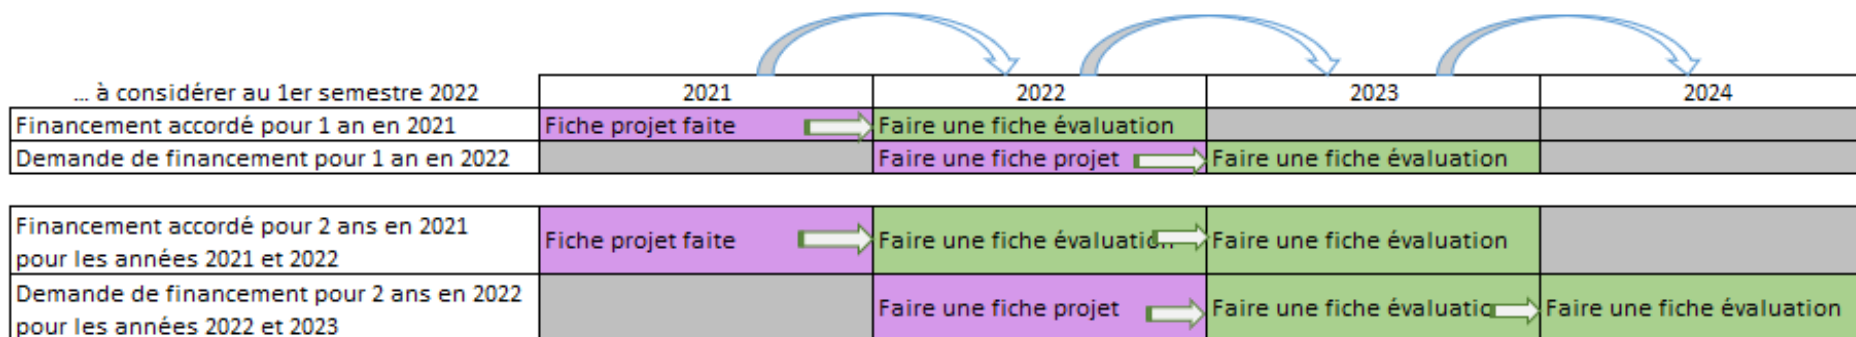 ... à considérer au 1er semestre 2022 2021 2022 2023 2024
Financement accordé pour 1 an en 2021 Fiche projet faite Faire une fiche évaluation
Demande de financement pour 1 an en 2022 Faire une fiche projet Faire une fiche évaluation
Financement accordé pour 2 ans en 2021
pour les années 2021 et 2022 Fiche projet faite Faire une fiche évaluation Faire une fiche évaluation
Demande de financement pour 2 ans en 2022
pour les années 2022 et 2023 Faire une fiche projet Faire une fiche évaluation Faire une fiche évaluation